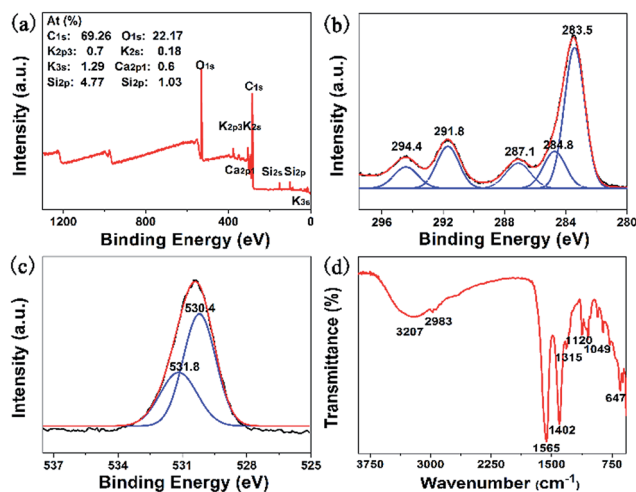 (a)
At (%)
C1s: 69.26 O1s: 22.17
K2p3: 0.7 K2s: 0.18
K3s: 1.29 Ca2p1: 0.6
Si2p: 4.77 Si2p: 1.03
O1s
C1s
K2p3K2s
Ca2p1
Si2s Si2p
K3s
Intensity (a.u.)
1200 800 400 0
Binding Energy (eV)
(b)
283.5
294.4 291.8 287.1 284.8
Intensity (a.u.)
296 292 288 284 280
Binding Energy (eV)
(c)
530.4
531.8
Intensity (a.u.)
537 534 531 528 525
Binding Energy (eV)
(d)
3207 2983
1120
1315 1049
647
1402
1565
Transmittance (%)
3750 3000 2250 1500 750
Wavenumber (cm⁻¹)